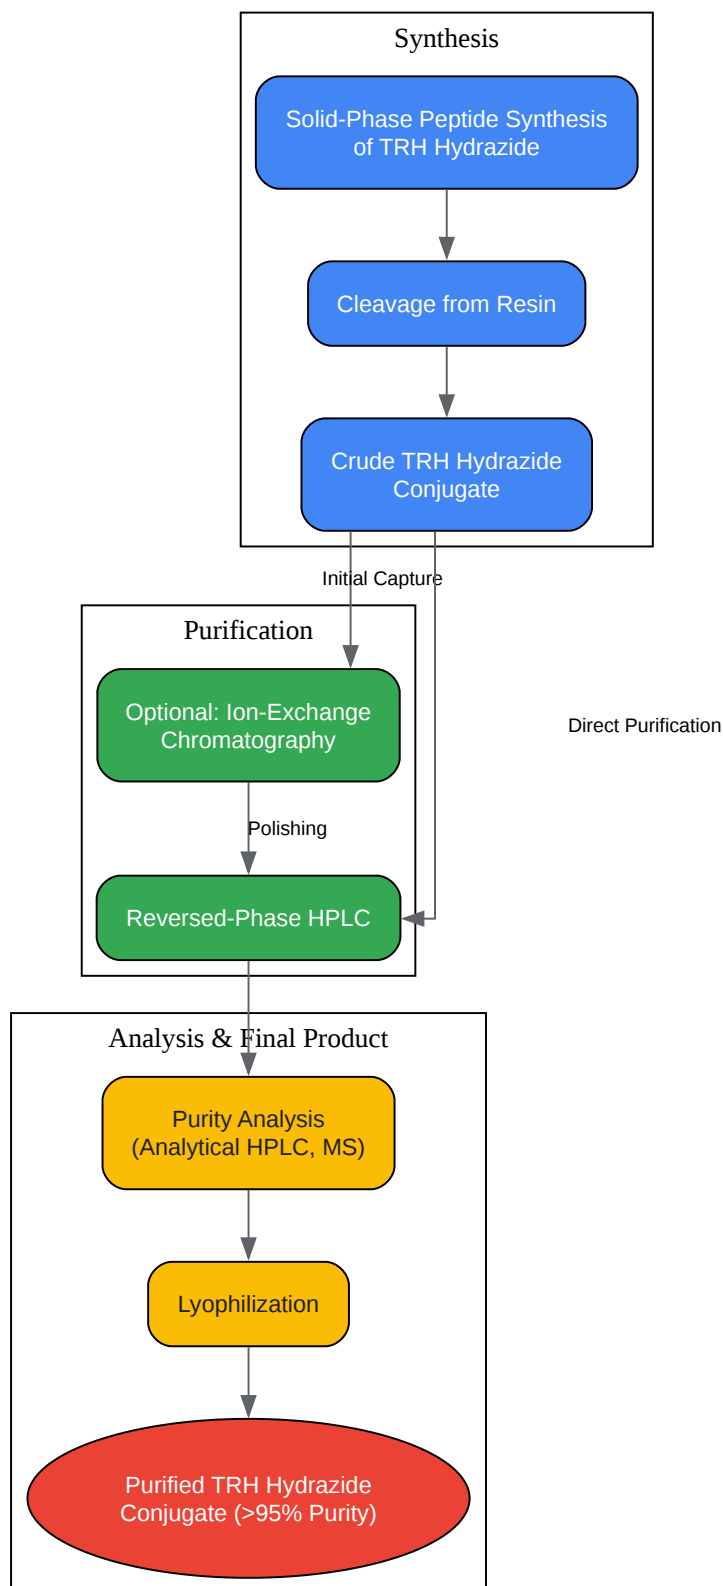 Synthesis
Solid-Phase Peptide Synthesis
of TRH Hydrazide
Cleavage from Resin
Crude TRH Hydrazide
Conjugate
Initial Capture
Purification
Optional: Ion-Exchange
Chromatography
Direct Purification
Polishing
Reversed-Phase HPLC
Analysis & Final Product
Purity Analysis
(Analytical HPLC, MS)
Lyophilization
Purified TRH Hydrazide
Conjugate (>95% Purity)